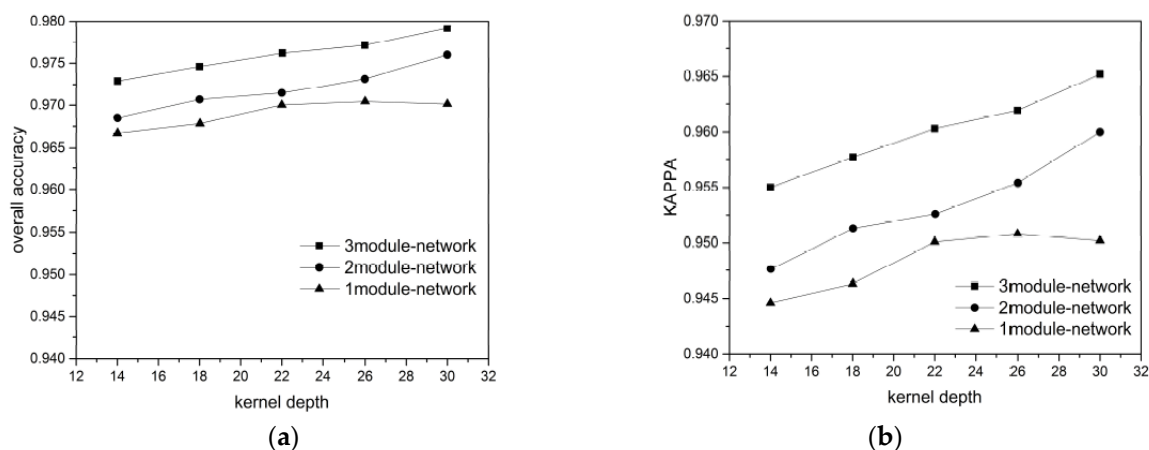 0.980
0.975
0.970
0.965
0.960
0.955
0.950
0.945
0.940
overall accuracy
3module-network
2module-network
1module-network
12 14 16 18 20 22 24 26 28 30 32
kernel depth
(a)
0.970
0.965
0.960
0.955
0.950
0.945
0.940
KAPPA
3module-network
2module-network
1module-network
12 14 16 18 20 22 24 26 28 30 32
kernel depth
(b)